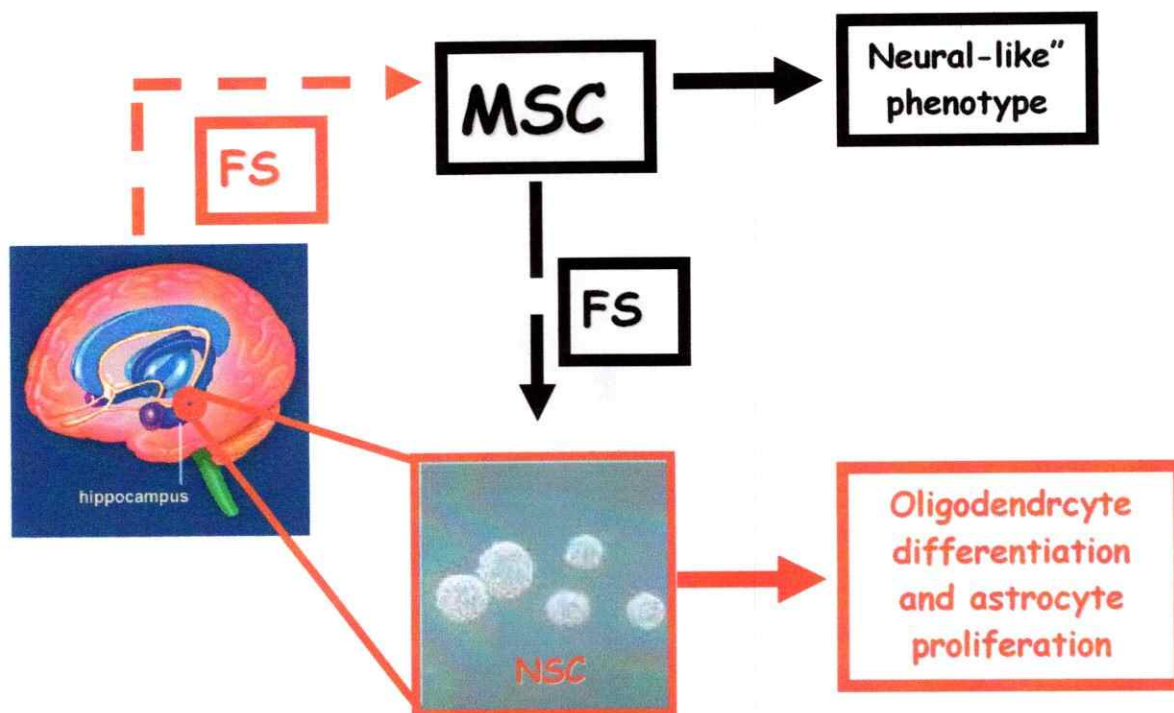 MSC
Neural-like”
phenotype
FS
FS
hippocampus
NSC
Oligodendrcyte
differentiation
and astrocyte
proliferation